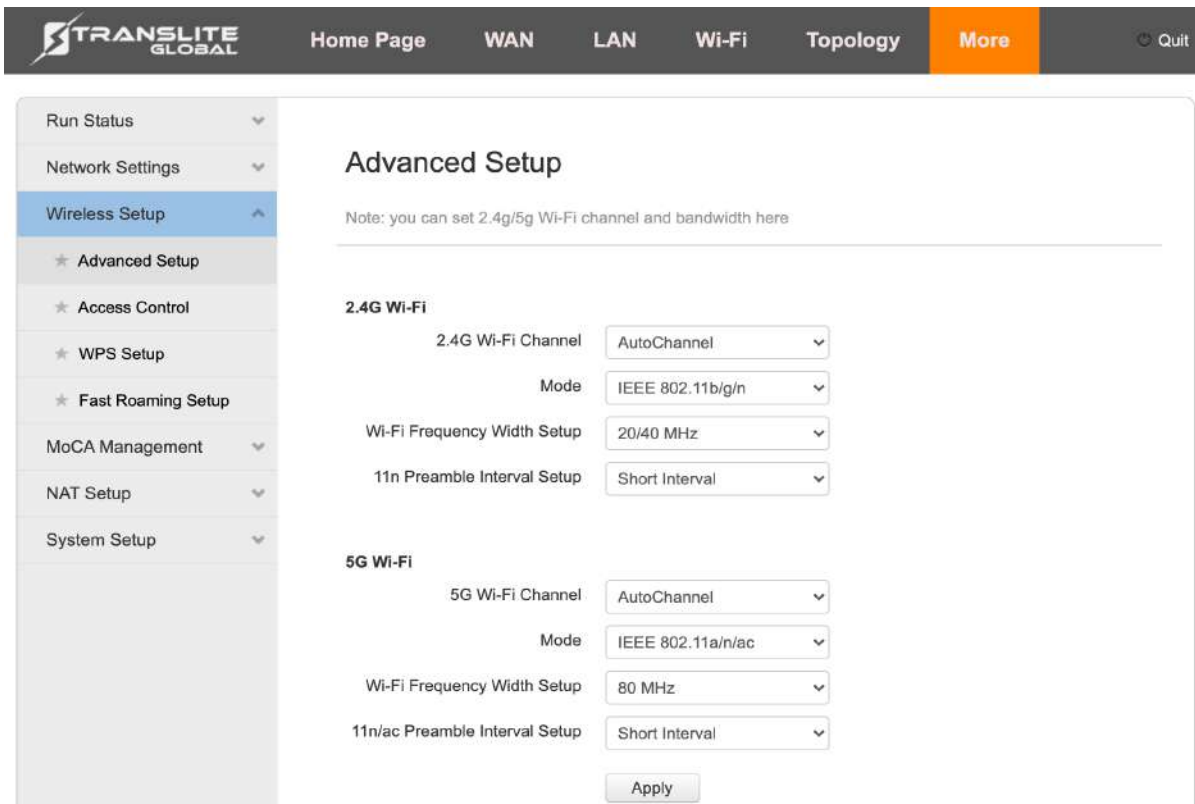 TRANSLITE GLOBAL
Home Page WAN LAN Wi-Fi Topology More Quit
Run Status
Network Settings
Wireless Setup
Advanced Setup
Access Control
WPS Setup
Fast Roaming Setup
MoCA Management
NAT Setup
System Setup
Advanced Setup
Note: you can set 2.4g/5g Wi-Fi channel and bandwidth here
2.4G Wi-Fi
2.4G Wi-Fi Channel AutoChannel
Mode IEEE 802.11b/g/n
Wi-Fi Frequency Width Setup 20/40 MHz
11n Preamble Interval Setup Short Interval
5G Wi-Fi
5G Wi-Fi Channel AutoChannel
Mode IEEE 802.11a/n/ac
Wi-Fi Frequency Width Setup 80 MHz
11n/ac Preamble Interval Setup Short Interval
Apply